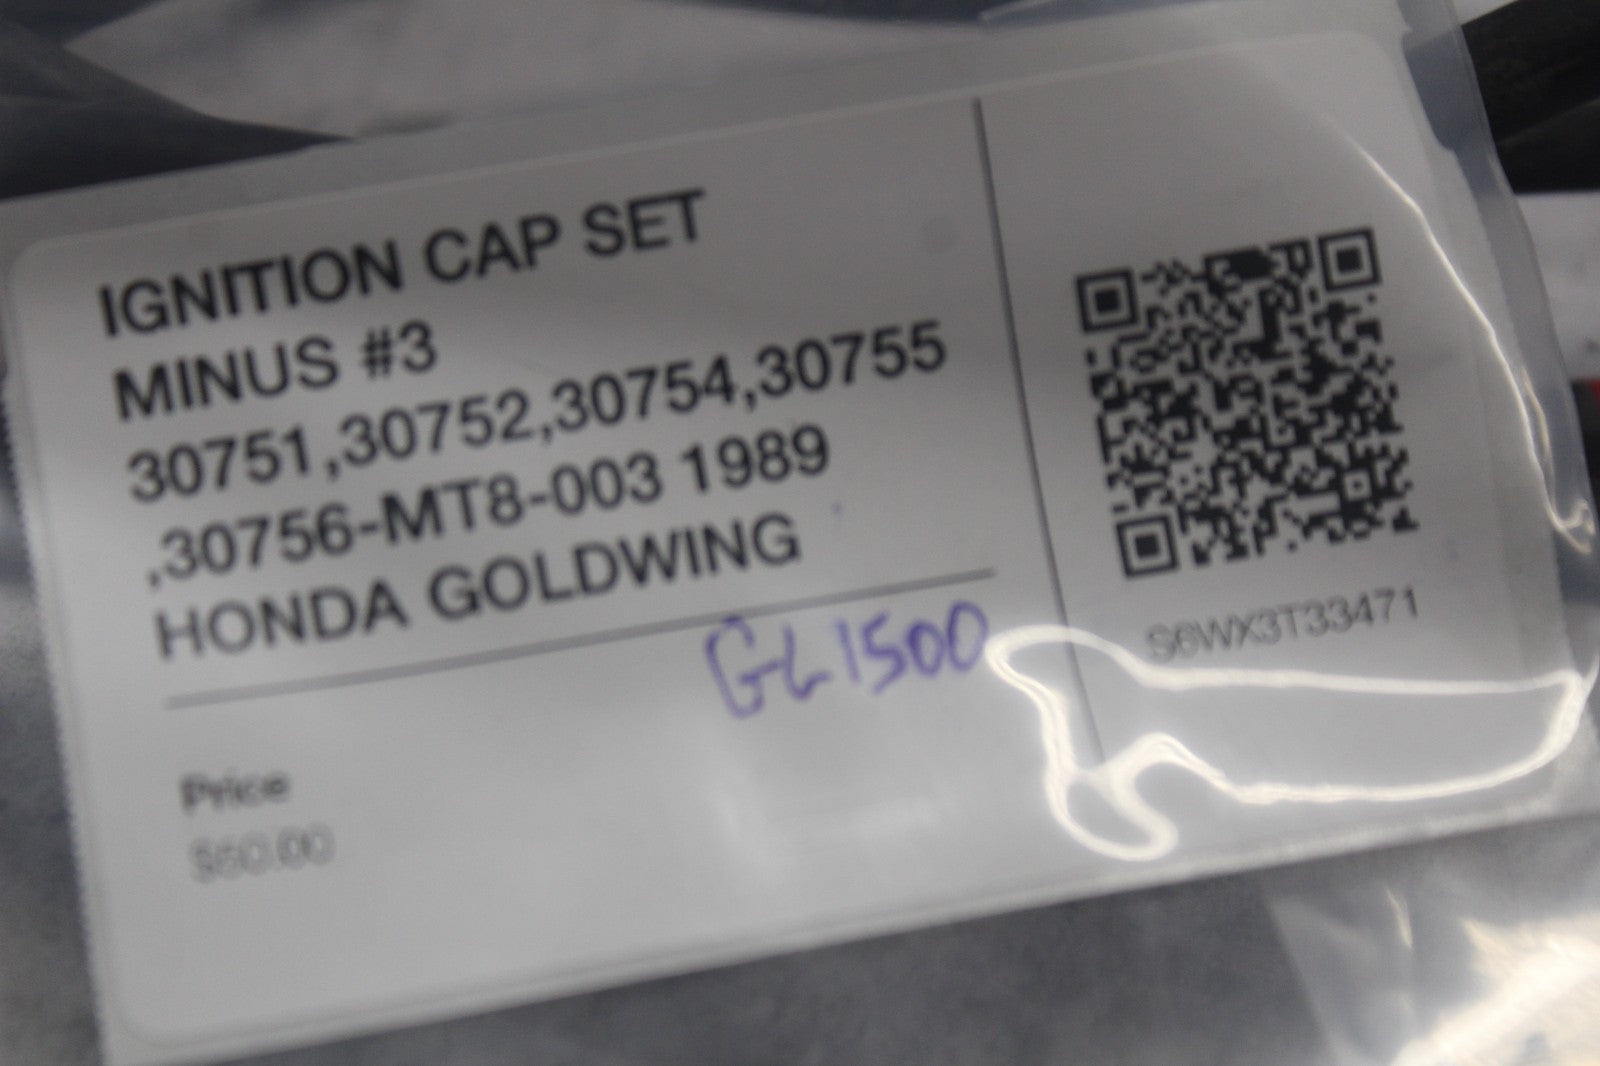 IGNITION CAP SET
MINUS #3
30751,30752,30754,30755
,30756-MT8-003 1989
HONDA GOLDWING
GL1500
S6WX3T33471
Price
$60.00